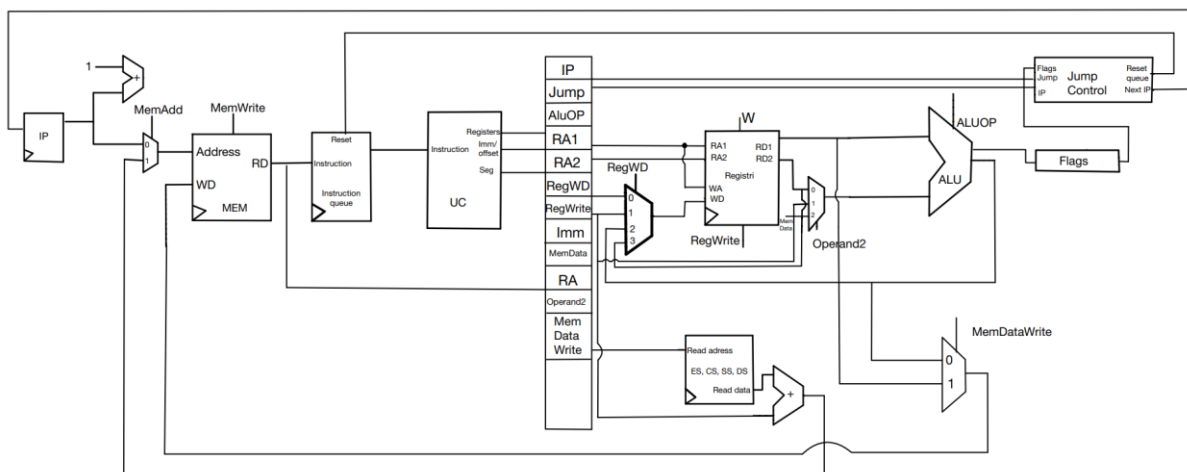 1
+
IP
MemAdd
0
1
MemWrite
Address
RD
WD
MEM
Reset
Instruction
Instruction
queue
Instruction
Registers
Imm/
offset
Seg
UC
IP
Jump
AluOP
RA1
RA2
RegWD
RegWrite
Imm
MemData
RA
Operand2
Mem
Data
Write
RegWD
0
1
2
3
W
RA1
RD1
RA2
RD2
Registri
WA
WD
RegWrite
Mem
Data
0
1
2
Operand2
ALUOP
ALU
Flags
Flags
Jump
IP
Jump
Control
Reset
queue
Next IP
MemDataWrite
0
1
Read adress
ES, CS, SS, DS
Read data
+